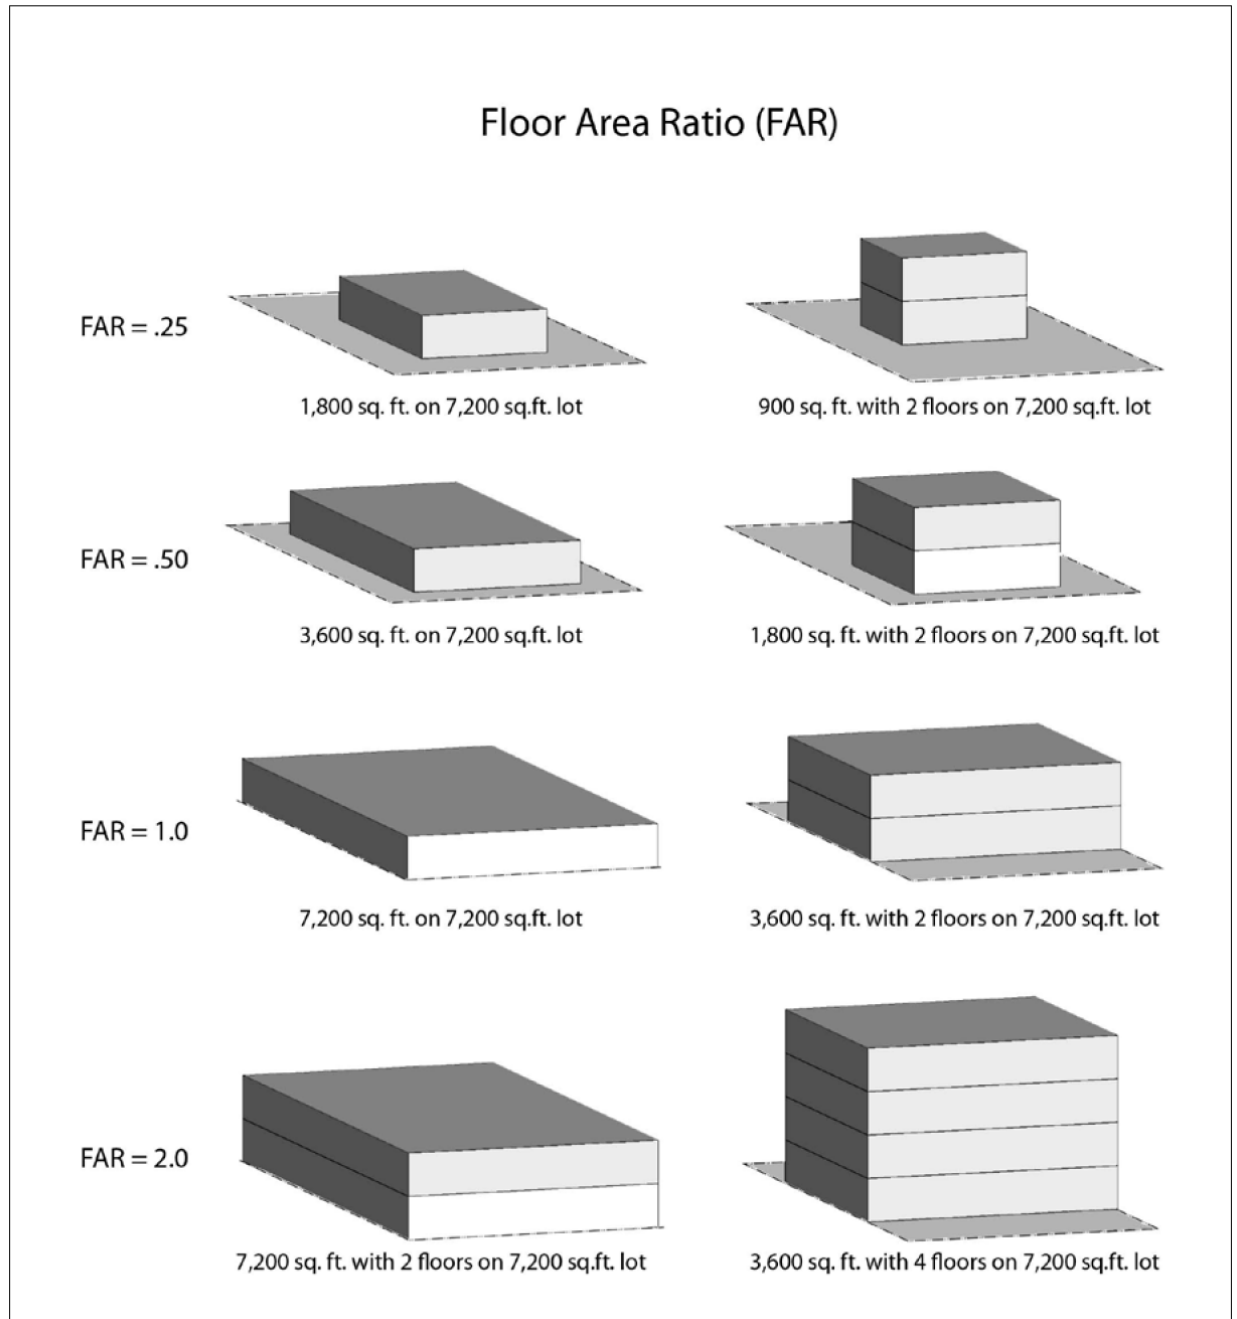 Floor Area Ratio (FAR)
FAR = .25
1,800 sq. ft. on 7,200 sq.ft. lot
900 sq. ft. with 2 floors on 7,200 sq.ft. lot
FAR = .50
3,600 sq. ft. on 7,200 sq.ft. lot
1,800 sq. ft. with 2 floors on 7,200 sq.ft. lot
FAR = 1.0
7,200 sq. ft. on 7,200 sq.ft. lot
3,600 sq. ft. with 2 floors on 7,200 sq.ft. lot
FAR = 2.0
7,200 sq. ft. with 2 floors on 7,200 sq.ft. lot
3,600 sq. ft. with 4 floors on 7,200 sq.ft. lot